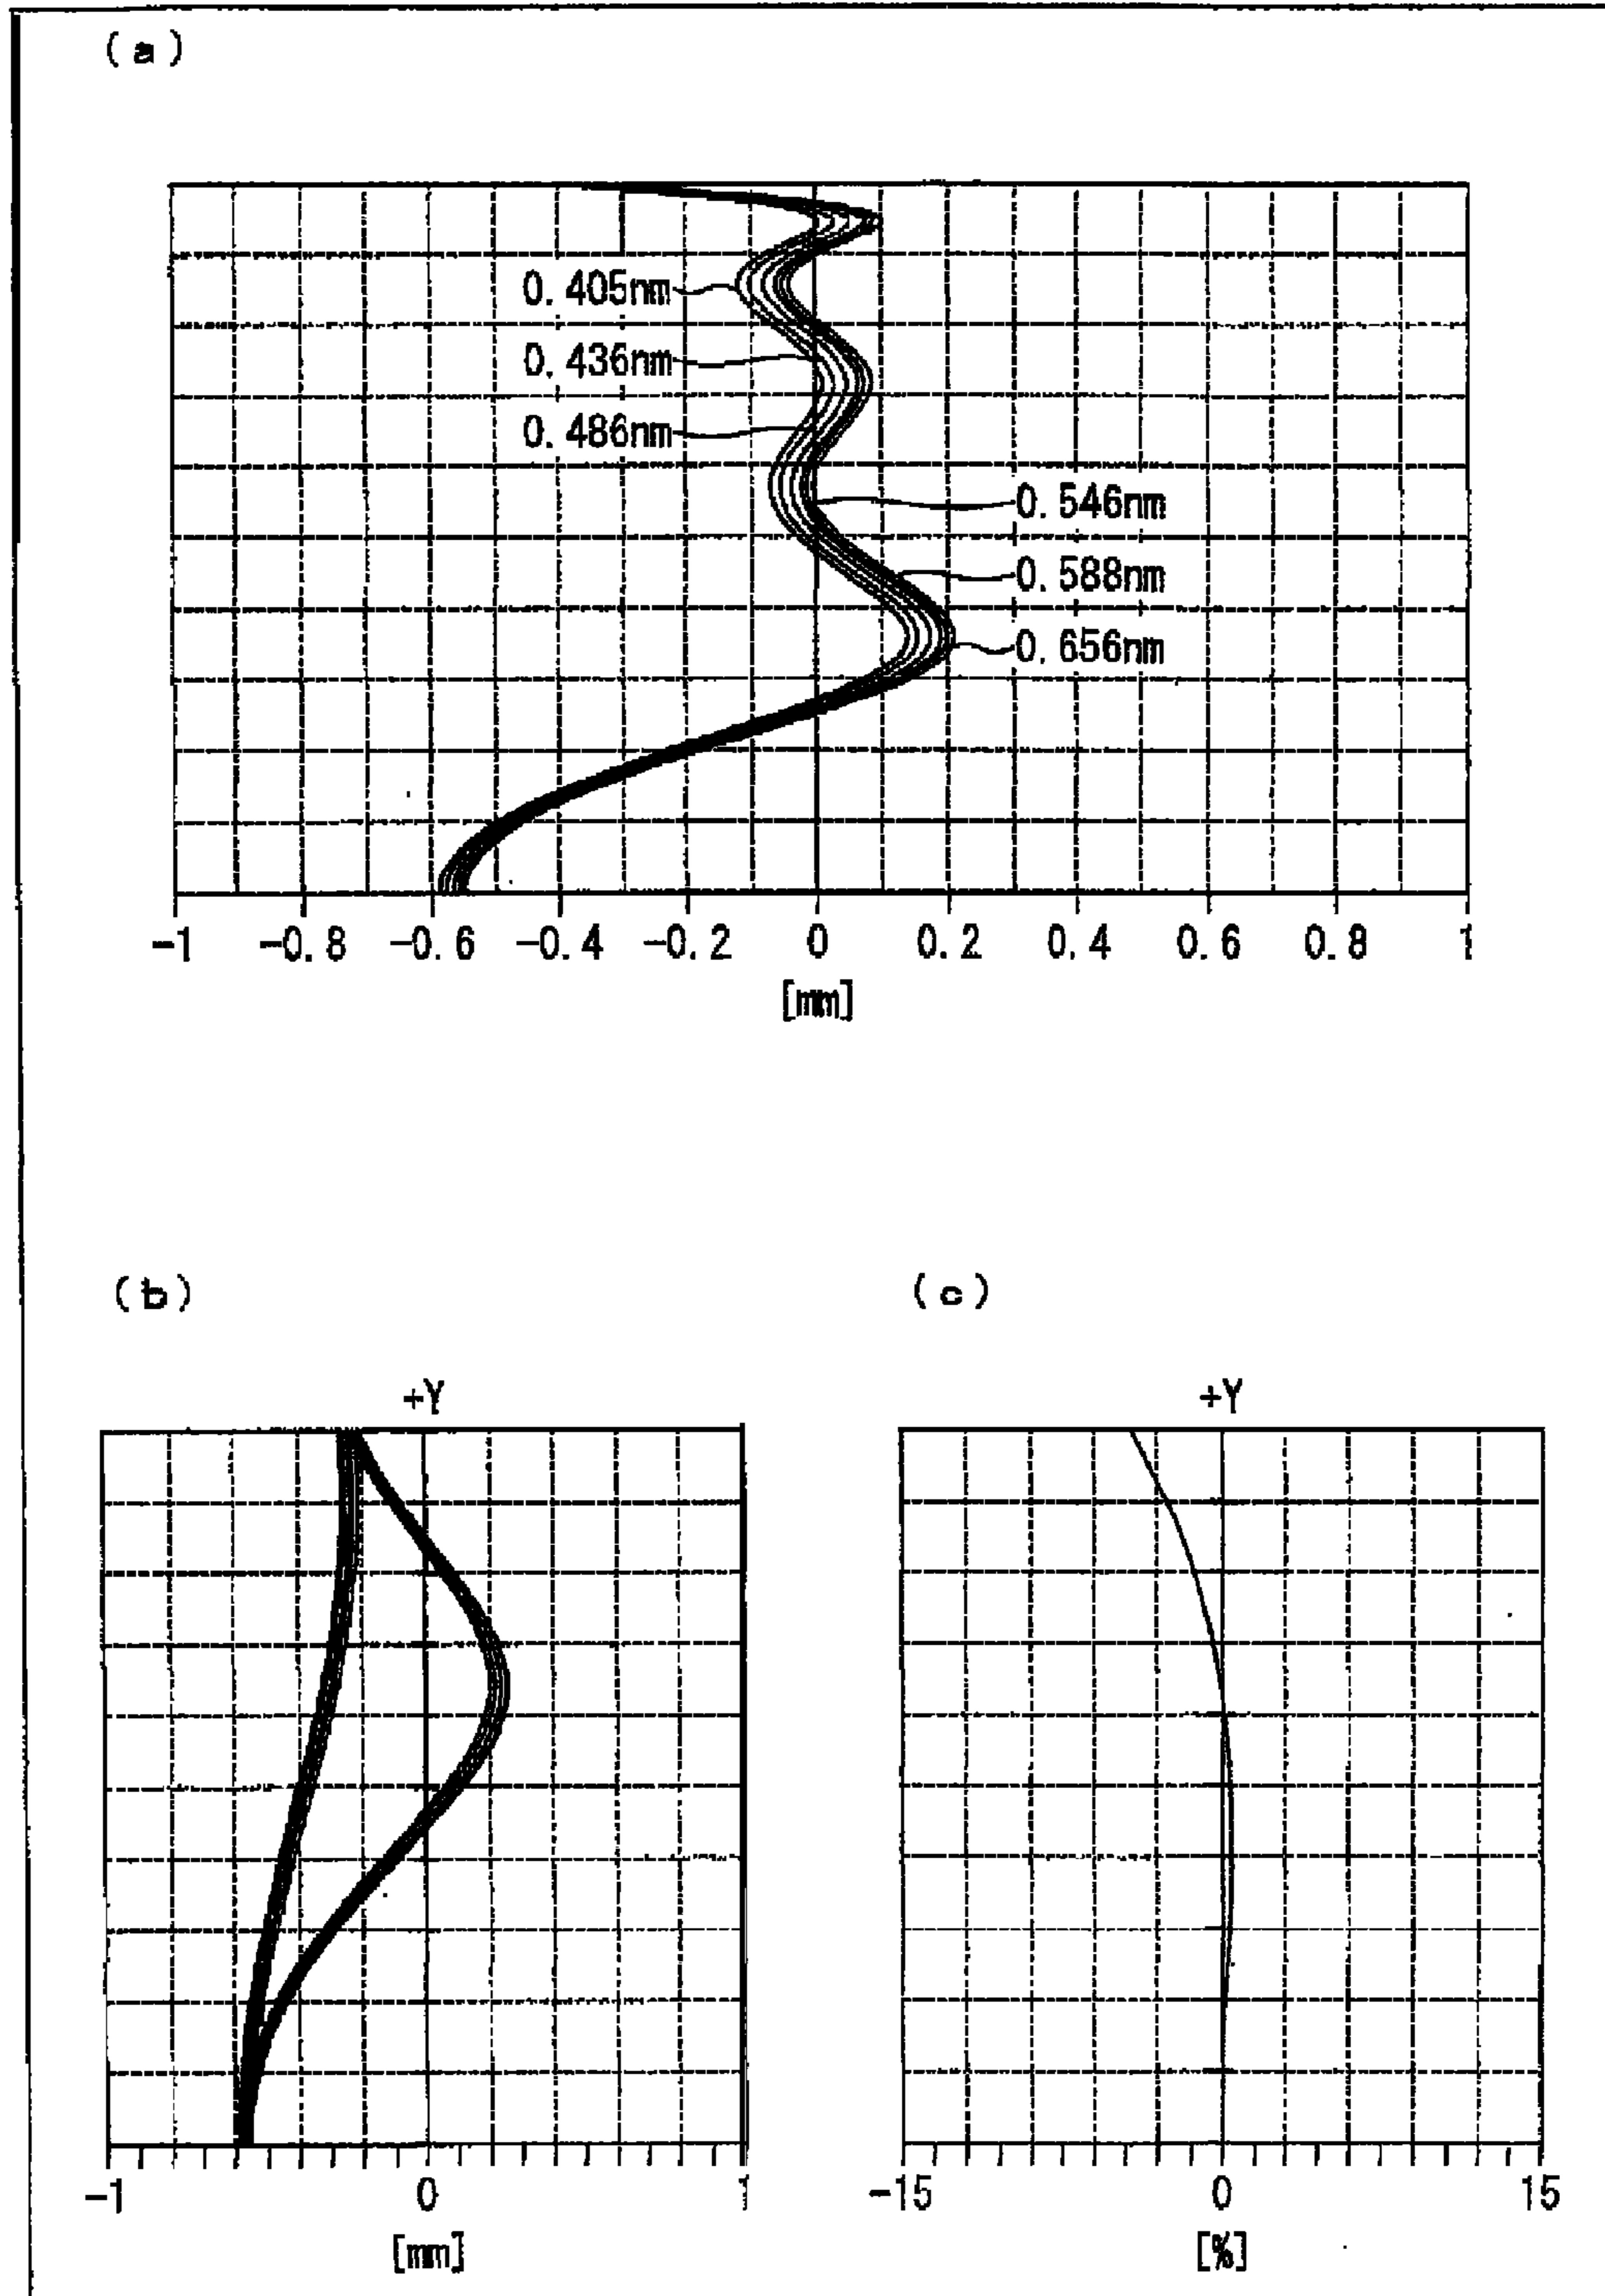 (a)
0.405nm
0.436nm
0.486nm
0.546nm
0.588nm
0.656nm
-1 -0.8 -0.6 -0.4 -0.2 0 0.2 0.4 0.6 0.8 1
[mm]
(b)
(c)
+Y
+Y
-1 0 1
-15 0 15
[mm]
[%]